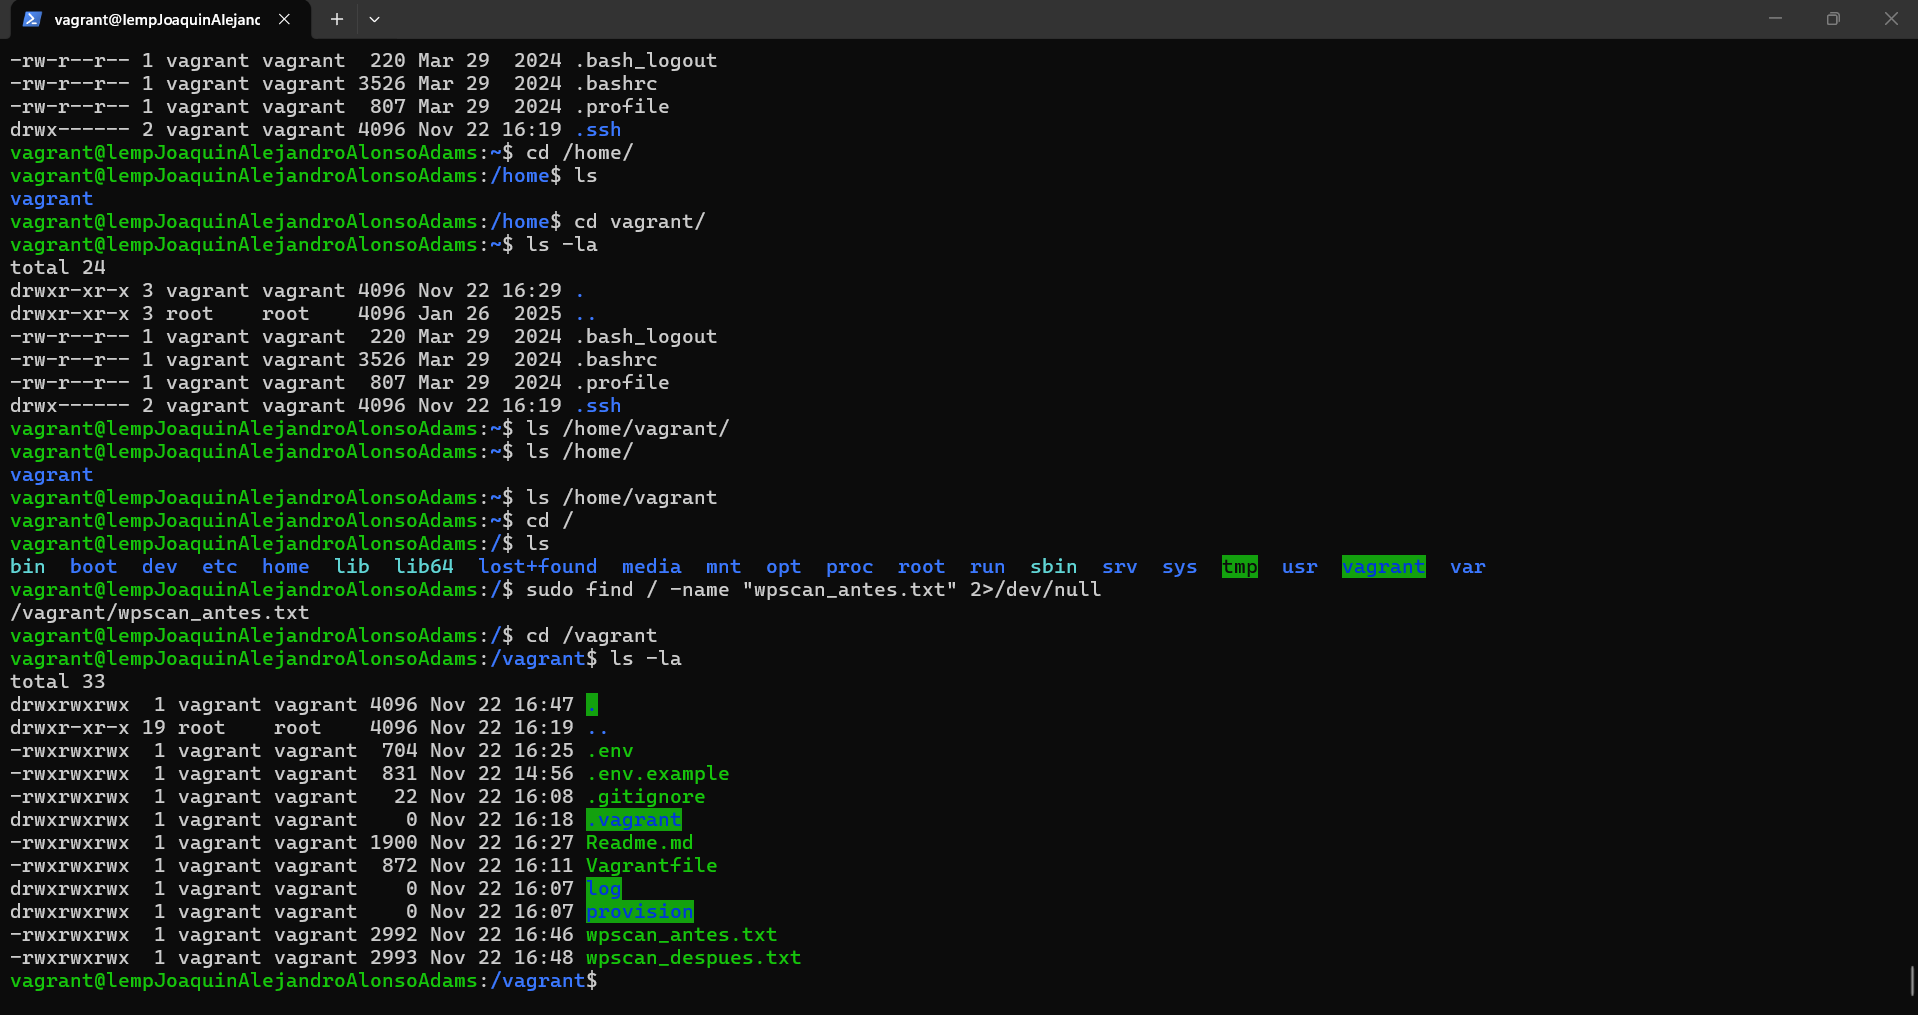 vagrant@lempJoaquinAlejanc
-rw-r--r-- 1 vagrant vagrant  220 Mar 29  2024 .bash_logout
-rw-r--r-- 1 vagrant vagrant 3526 Mar 29  2024 .bashrc
-rw-r--r-- 1 vagrant vagrant  807 Mar 29  2024 .profile
drwx------ 2 vagrant vagrant 4096 Nov 22 16:19 .ssh
vagrant@lempJoaquinAlejandroAlonsoAdams:~$ cd /home/
vagrant@lempJoaquinAlejandroAlonsoAdams:/home$ ls
vagrant
vagrant@lempJoaquinAlejandroAlonsoAdams:/home$ cd vagrant/
vagrant@lempJoaquinAlejandroAlonsoAdams:~$ ls -la
total 24
drwxr-xr-x 3 vagrant vagrant 4096 Nov 22 16:29 .
drwxr-xr-x 3 root    root    4096 Jan 26  2025 ..
-rw-r--r-- 1 vagrant vagrant  220 Mar 29  2024 .bash_logout
-rw-r--r-- 1 vagrant vagrant 3526 Mar 29  2024 .bashrc
-rw-r--r-- 1 vagrant vagrant  807 Mar 29  2024 .profile
drwx------ 2 vagrant vagrant 4096 Nov 22 16:19 .ssh
vagrant@lempJoaquinAlejandroAlonsoAdams:~$ ls /home/vagrant/
vagrant@lempJoaquinAlejandroAlonsoAdams:~$ ls /home/
vagrant
vagrant@lempJoaquinAlejandroAlonsoAdams:~$ ls /home/vagrant
vagrant@lempJoaquinAlejandroAlonsoAdams:~$ cd /
vagrant@lempJoaquinAlejandroAlonsoAdams:/$ ls
bin  boot  dev  etc  home  lib  lib64  lost+found  media  mnt  opt  proc  root  run  sbin  srv  sys  tmp  usr  vagrant  var
vagrant@lempJoaquinAlejandroAlonsoAdams:/$ sudo find / -name "wpscan_antes.txt" 2>/dev/null
/vagrant/wpscan_antes.txt
vagrant@lempJoaquinAlejandroAlonsoAdams:/$ cd /vagrant
vagrant@lempJoaquinAlejandroAlonsoAdams:/vagrant$ ls -la
total 33
drwxrwxrwx  1 vagrant vagrant 4096 Nov 22 16:47 .
drwxr-xr-x 19 root    root    4096 Nov 22 16:19 ..
-rwxrwxrwx  1 vagrant vagrant  704 Nov 22 16:25 .env
-rwxrwxrwx  1 vagrant vagrant  831 Nov 22 14:56 .env.example
-rwxrwxrwx  1 vagrant vagrant   22 Nov 22 16:08 .gitignore
drwxrwxrwx  1 vagrant vagrant    0 Nov 22 16:18 .vagrant
-rwxrwxrwx  1 vagrant vagrant 1900 Nov 22 16:27 Readme.md
-rwxrwxrwx  1 vagrant vagrant  872 Nov 22 16:11 Vagrantfile
drwxrwxrwx  1 vagrant vagrant    0 Nov 22 16:07 log
drwxrwxrwx  1 vagrant vagrant    0 Nov 22 16:07 provision
-rwxrwxrwx  1 vagrant vagrant 2992 Nov 22 16:46 wpscan_antes.txt
-rwxrwxrwx  1 vagrant vagrant 2993 Nov 22 16:48 wpscan_despues.txt
vagrant@lempJoaquinAlejandroAlonsoAdams:/vagrant$